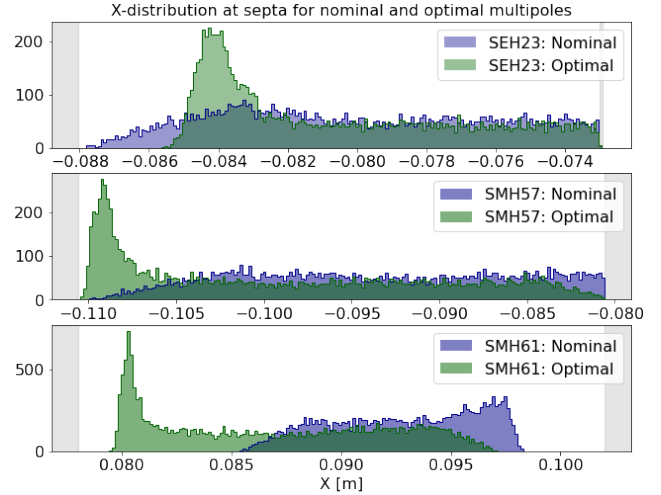 X-distribution at septa for nominal and optimal multipoles
200
100
0
SEH23: Nominal
SEH23: Optimal
−0.088 −0.086 −0.084 −0.082 −0.080 −0.078 −0.076 −0.074
200
100
0
SMH57: Nominal
SMH57: Optimal
−0.110 −0.105 −0.100 −0.095 −0.090 −0.085 −0.080
500
0
SMH61: Nominal
SMH61: Optimal
0.080 0.085 0.090 0.095 0.100
X [m]